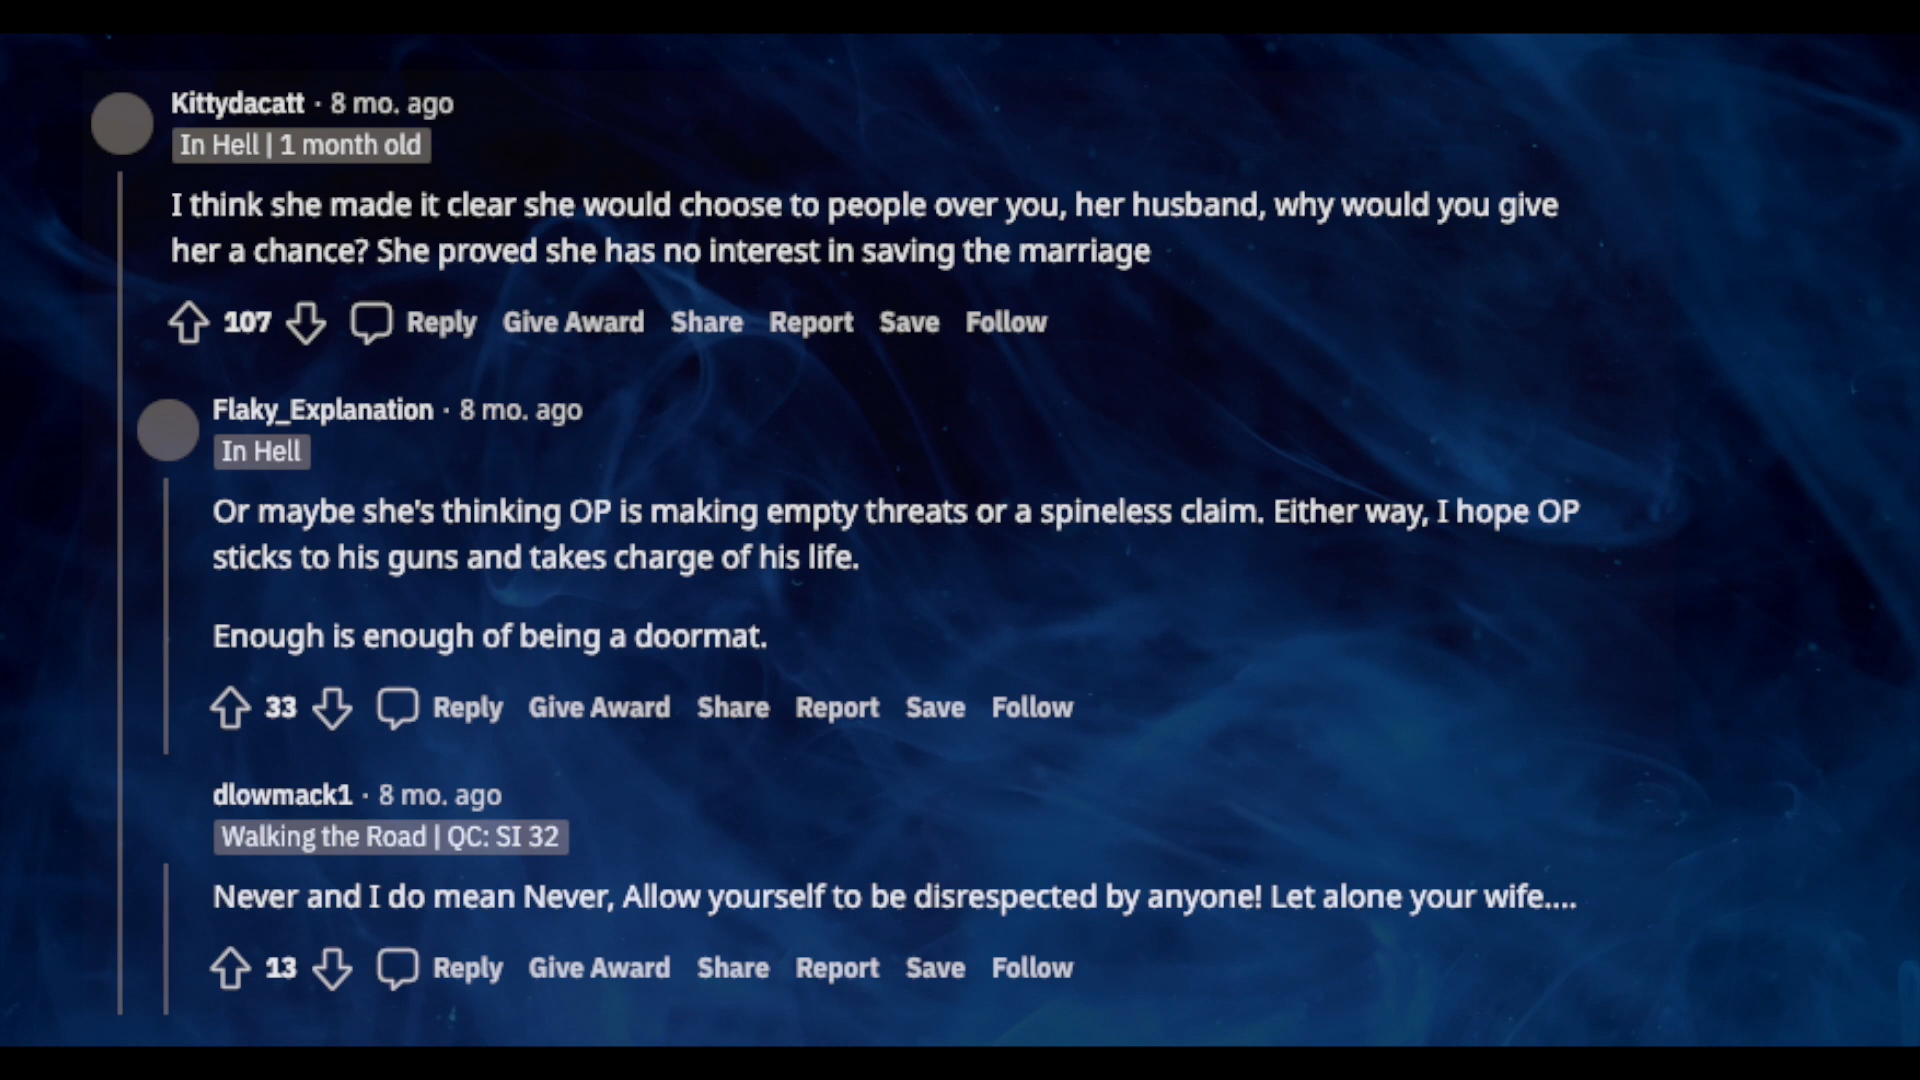 Kittydacatt · 8 mo. ago
In Hell | 1 month old
I think she made it clear she would choose to people over you, her husband, why would you give
her a chance? She proved she has no interest in saving the marriage
107 Reply Give Award Share Report Save Follow
Flaky_Explanation · 8 mo. ago
In Hell
Or maybe she's thinking OP is making empty threats or a spineless claim. Either way, I hope OP
sticks to his guns and takes charge of his life.
Enough is enough of being a doormat.
33 Reply Give Award Share Report Save Follow
dlowmack1 · 8 mo. ago
Walking the Road | QC: SI 32
Never and I do mean Never, Allow yourself to be disrespected by anyone! Let alone your wife....
13 Reply Give Award Share Report Save Follow